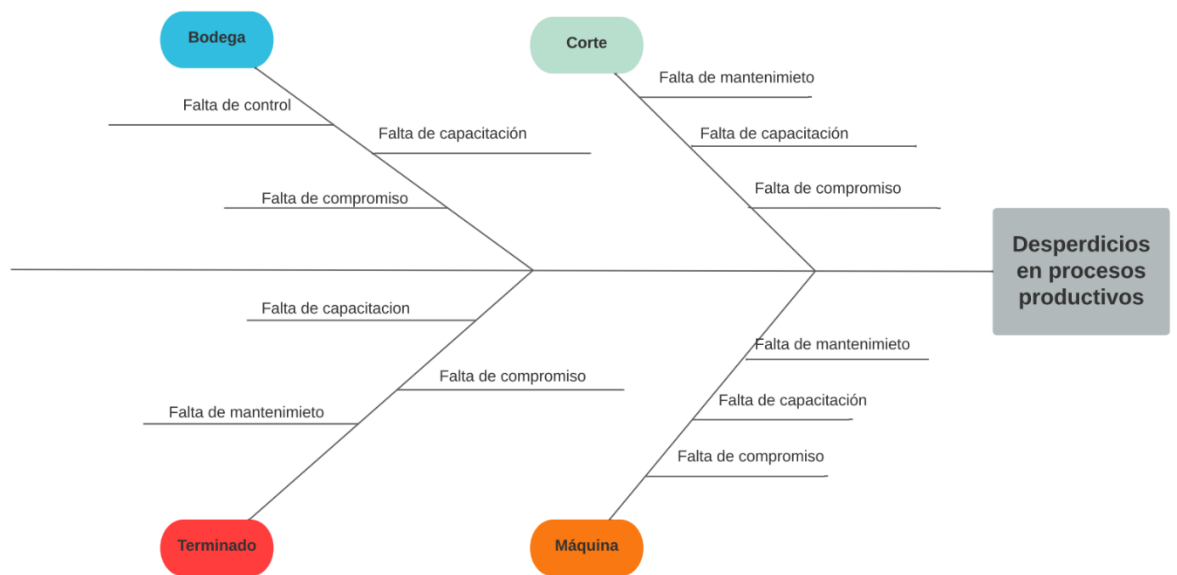 Bodega
Corte
Falta de mantenimieto
Falta de control
Falta de capacitación
Falta de capacitación
Falta de compromiso
Falta de compromiso
Desperdicios
en procesos
productivos
Falta de capacitacion
Falta de mantenimieto
Falta de compromiso
Falta de capacitación
Falta de mantenimieto
Falta de compromiso
Terminado
Máquina